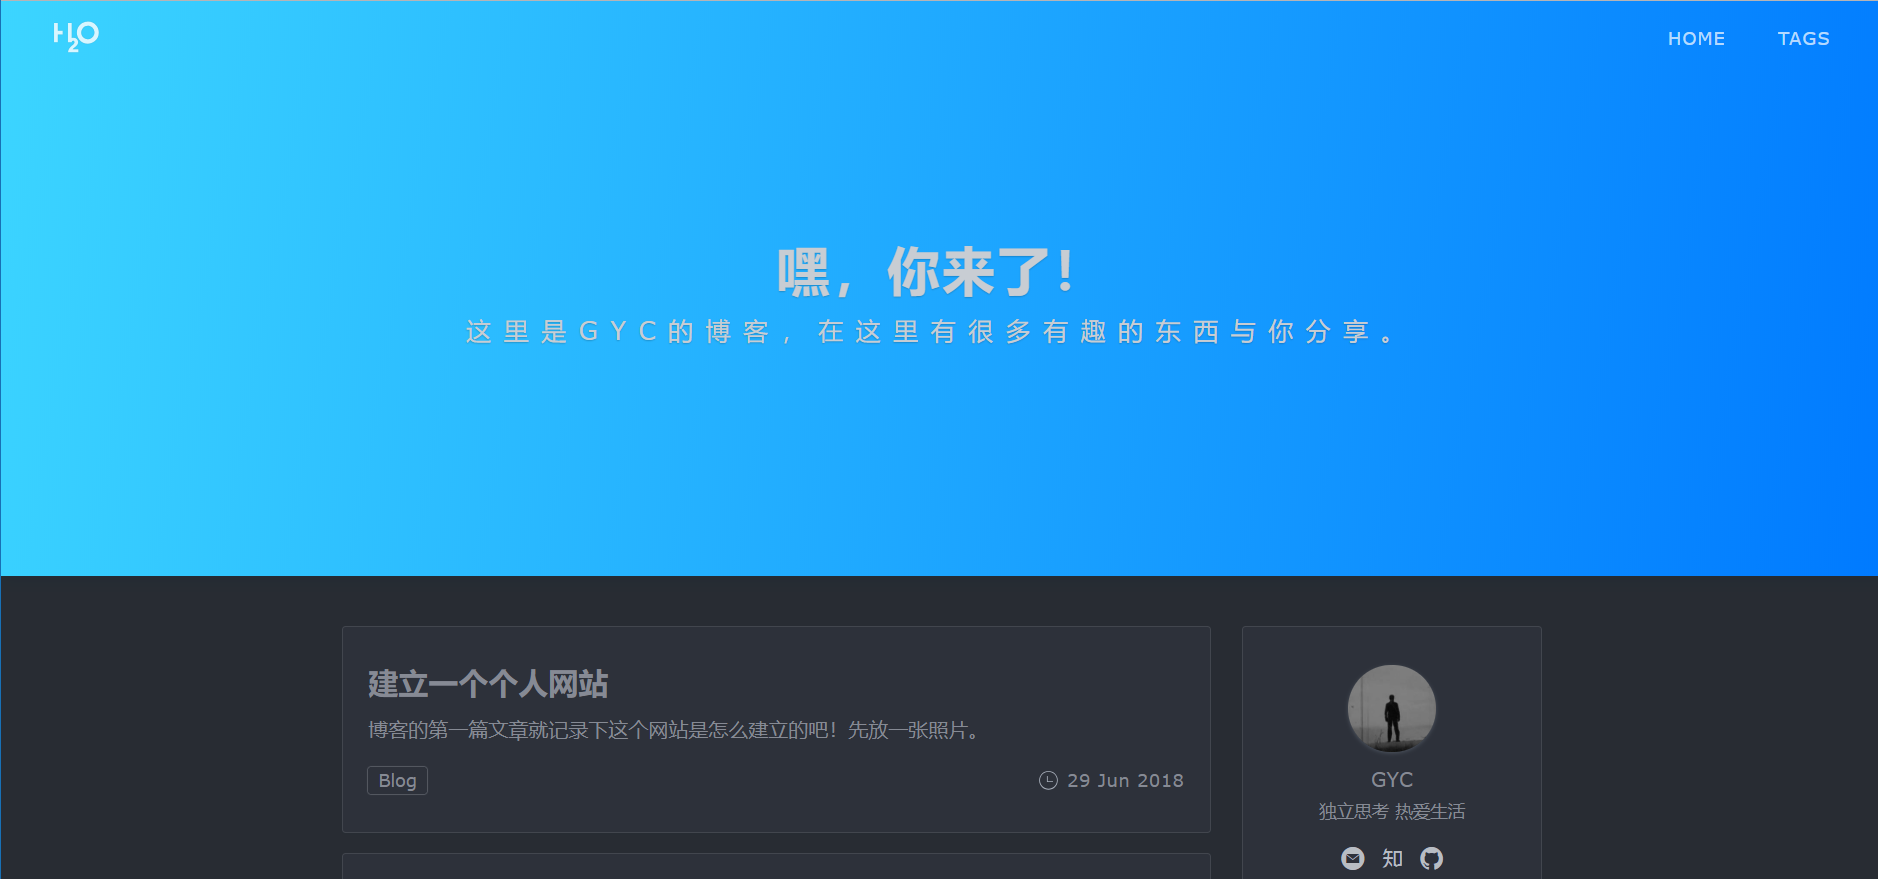 H2O
HOME
TAGS
嘿，你来了！
这里是GYC的博客，在这里有很多有趣的东西与你分享。
建立一个个人网站
博客的第一篇文章就记录下这个网站是怎么建立的吧！先放一张照片。
Blog
29 Jun 2018
GYC
独立思考 热爱生活
知